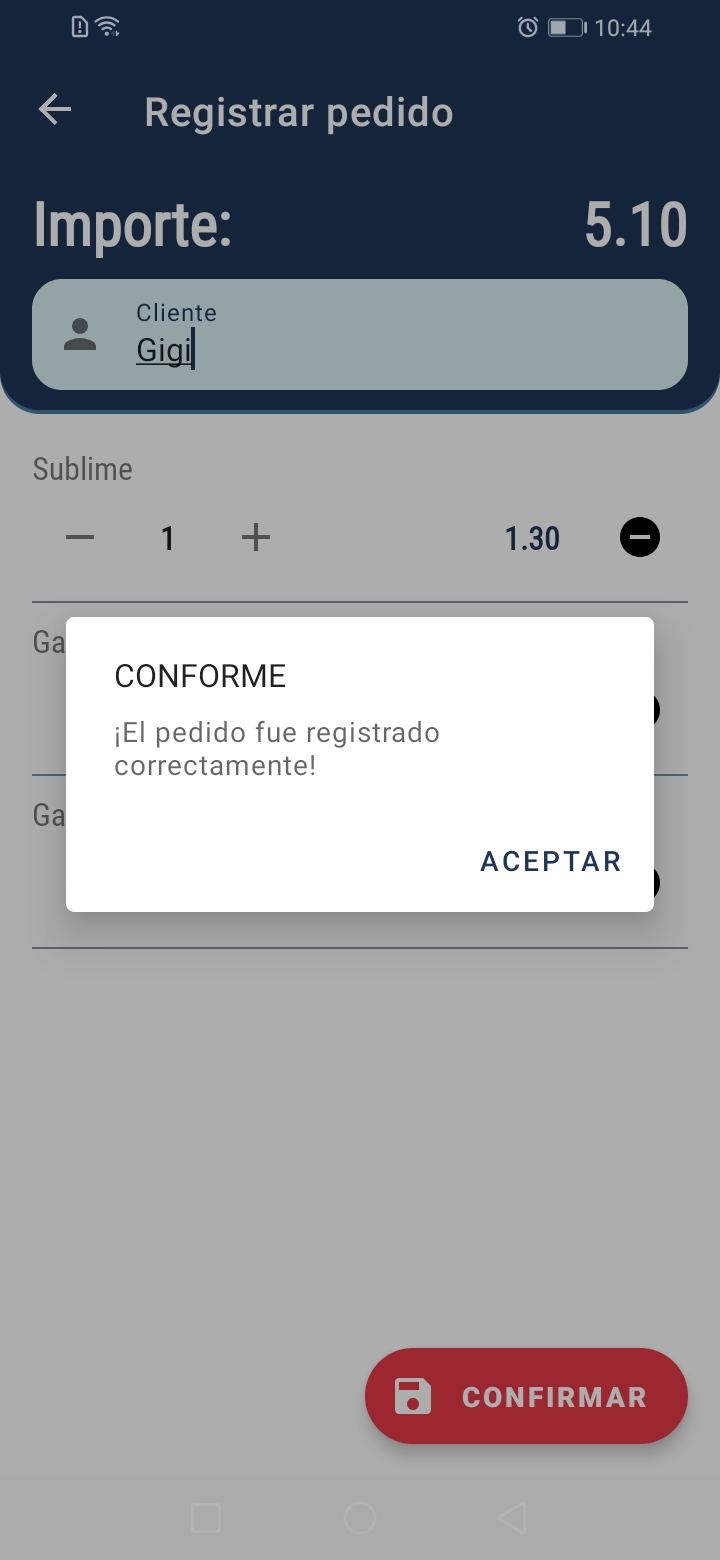 10:44
Registrar pedido
Importe: 5.10
Cliente
Gigi
Sublime
1 1.30
Ga
CONFORME
¡El pedido fue registrado
correctamente!
Ga
ACEPTAR
CONFIRMAR